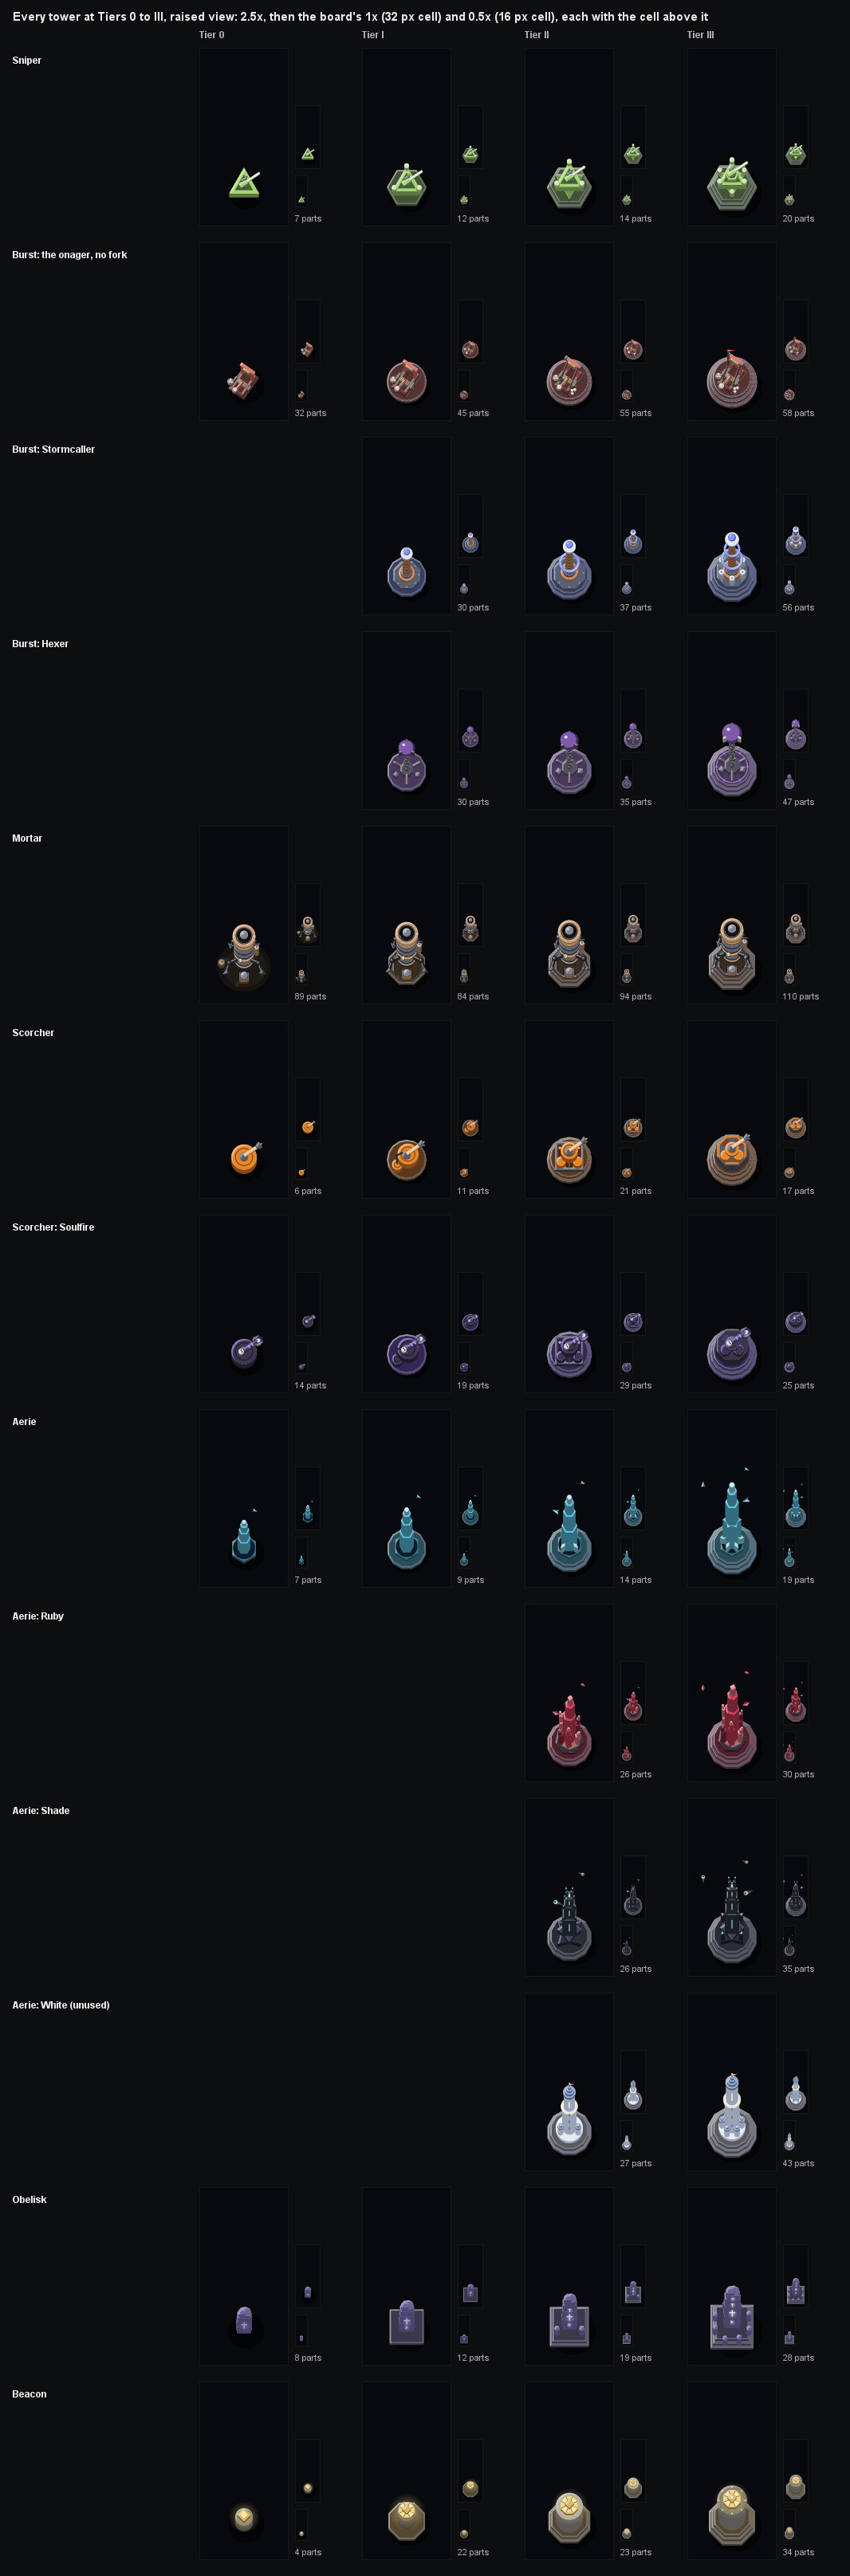 Every tower at Tiers 0 to III, raised view: 2.5x, then the board's 1x (32 px cell) and 0.5x (16 px cell), each with the cell above it
Tier 0 Tier I Tier II Tier III
Sniper
7 parts 12 parts 14 parts 20 parts
Burst: the onager, no fork
32 parts 45 parts 55 parts 58 parts
Burst: Stormcaller
30 parts 37 parts 56 parts
Burst: Hexer
30 parts 35 parts 47 parts
Mortar
89 parts 84 parts 94 parts 110 parts
Scorcher
6 parts 11 parts 21 parts 17 parts
Scorcher: Soulfire
14 parts 19 parts 29 parts 25 parts
Aerie
7 parts 9 parts 14 parts 19 parts
Aerie: Ruby
26 parts 30 parts
Aerie: Shade
26 parts 35 parts
Aerie: White (unused)
27 parts 43 parts
Obelisk
8 parts 12 parts 19 parts 28 parts
Beacon
4 parts 22 parts 23 parts 34 parts